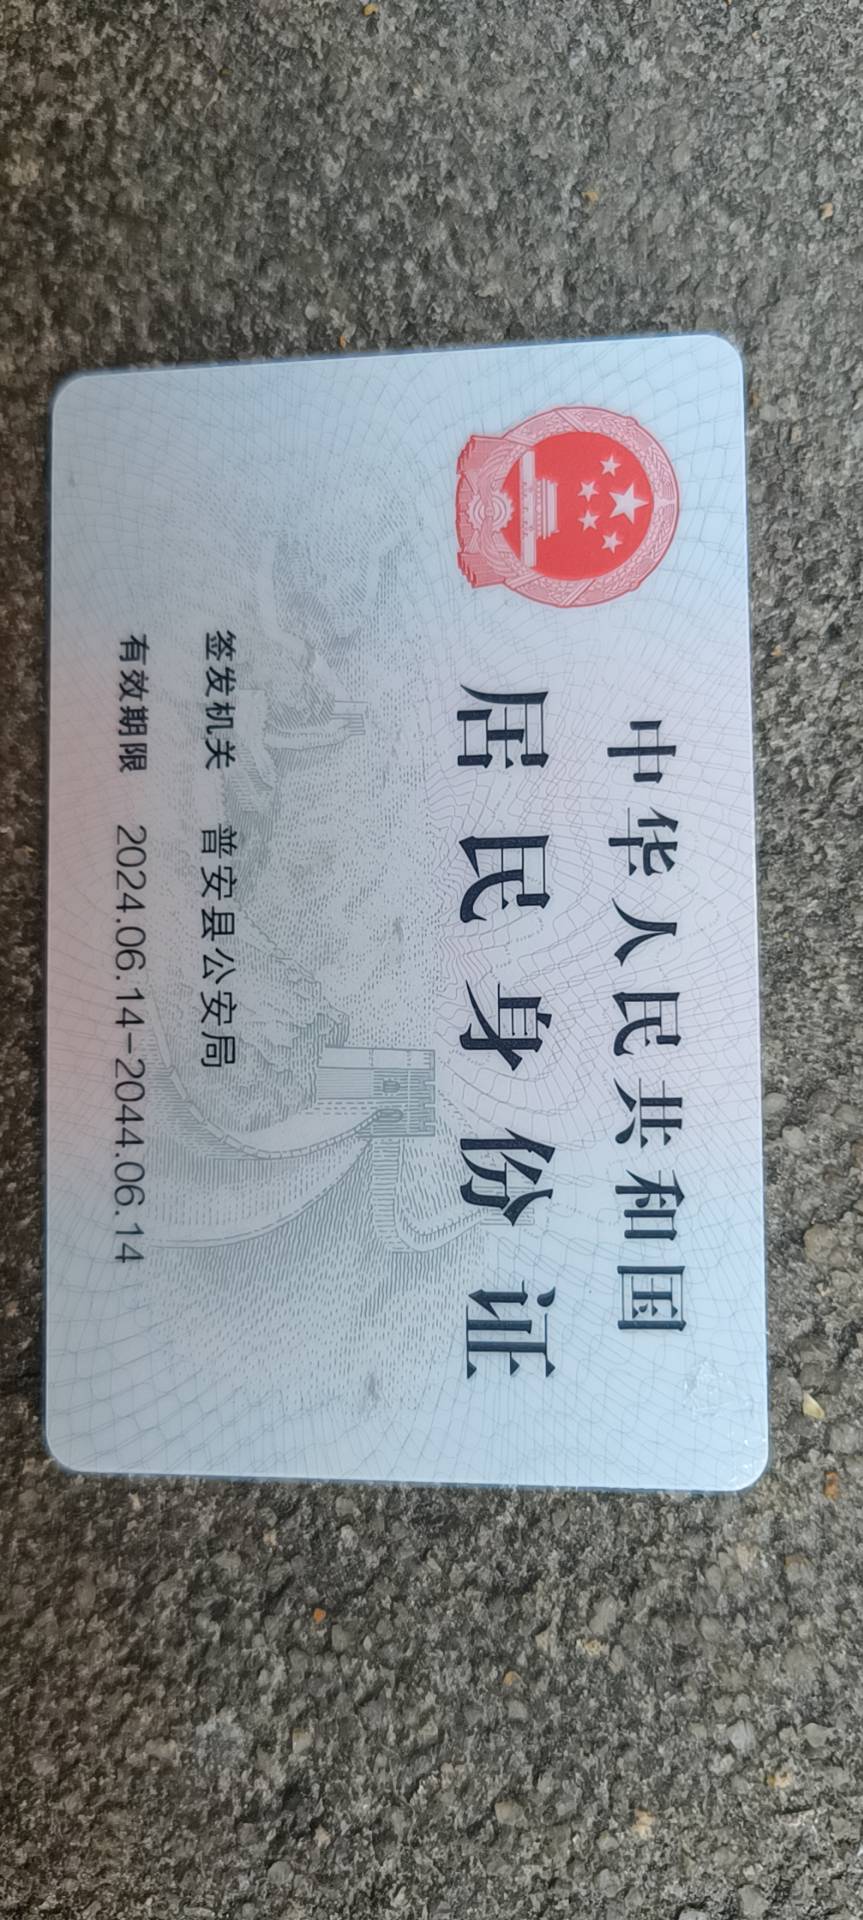 中华人民共和国
居民身份证
签发机关 普安县公安局
有效期限 2024.06.14-2044.06.14